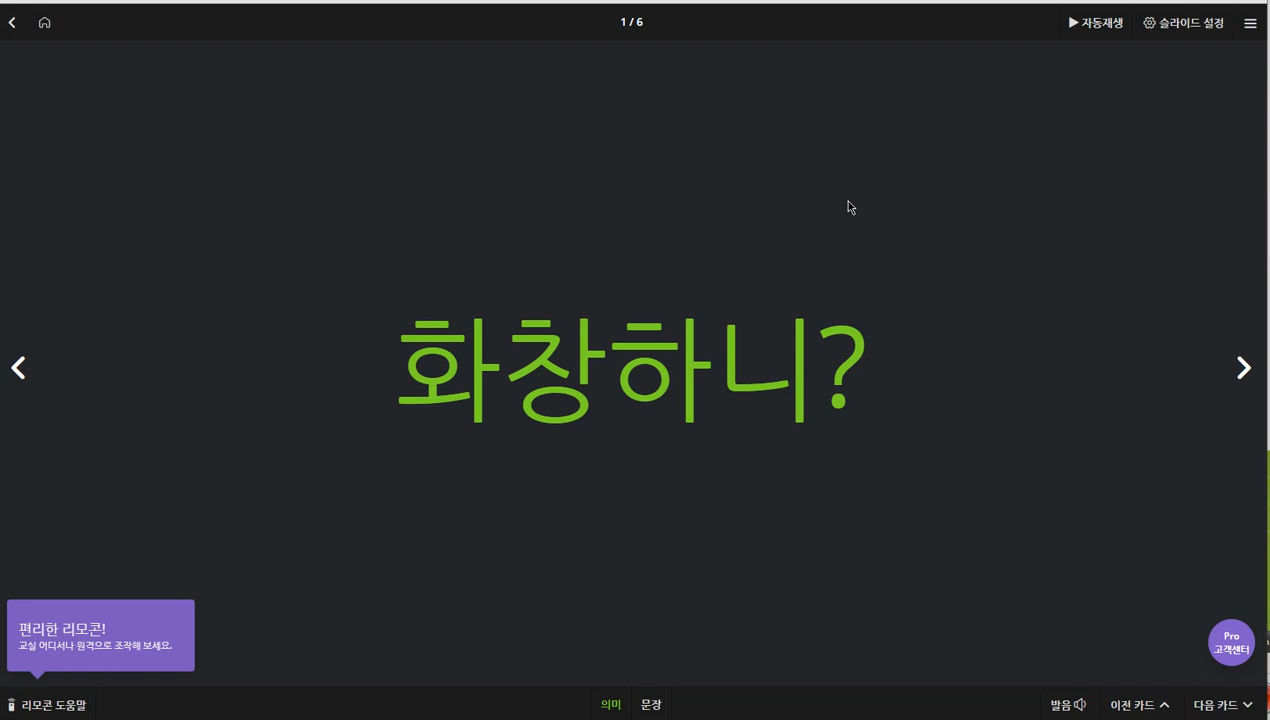 1 / 6
자동재생
슬라이드 설정
화창하니?
편리한 리모콘!
교실 어디서나 원격으로 조작해 보세요.
Pro
고객센터
리모콘 도움말
의미
문장
발음
이전 카드
다음 카드